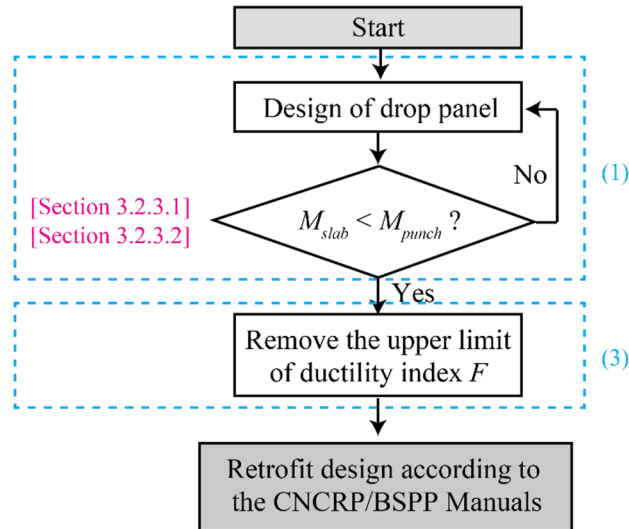 Start
Design of drop panel
No
(1)
[Section 3.2.3.1]
[Section 3.2.3.2]
M_slab < M_punch ?
Yes
Remove the upper limit
of ductility index F
(3)
Retrofit design according to
the CNCRP/BSPP Manuals